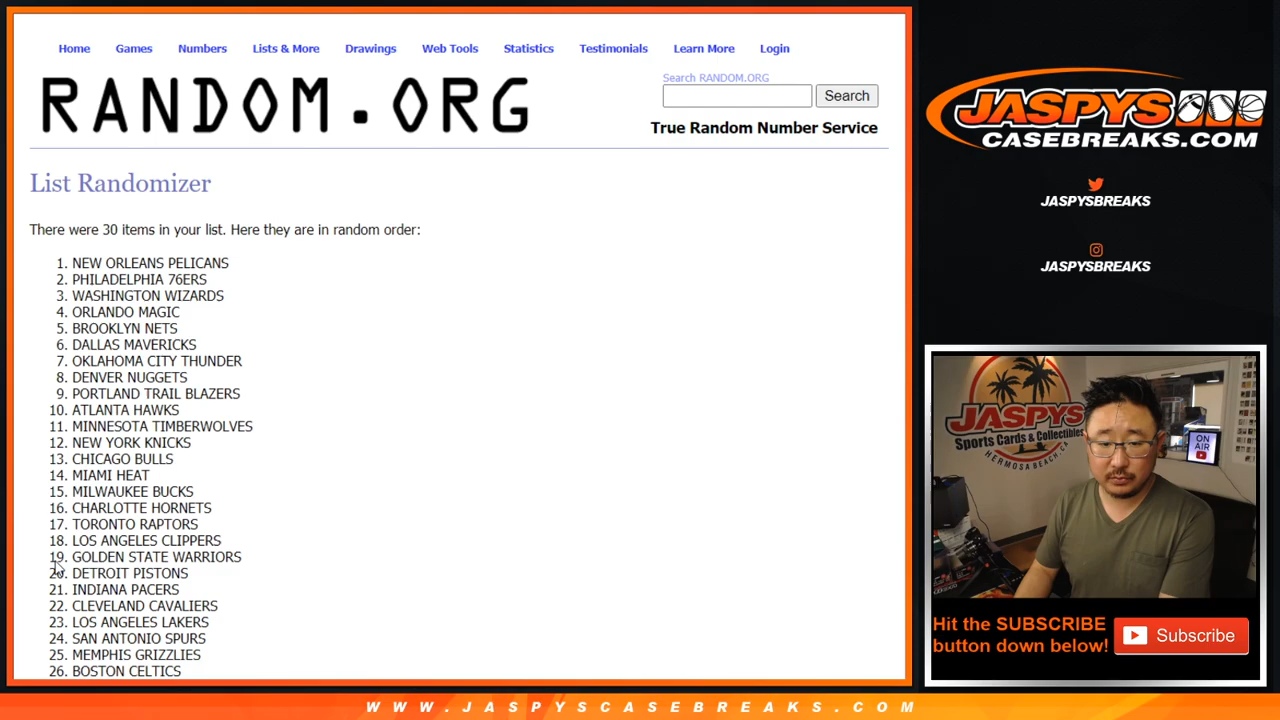 Home Games Numbers Lists & More Drawings Web Tools Statistics Testimonials Learn More Login
RANDOM.ORG
Search RANDOM.ORG
Search
True Random Number Service
List Randomizer
There were 30 items in your list. Here they are in random order:
1. NEW ORLEANS PELICANS
2. PHILADELPHIA 76ERS
3. WASHINGTON WIZARDS
4. ORLANDO MAGIC
5. BROOKLYN NETS
6. DALLAS MAVERICKS
7. OKLAHOMA CITY THUNDER
8. DENVER NUGGETS
9. PORTLAND TRAIL BLAZERS
10. ATLANTA HAWKS
11. MINNESOTA TIMBERWOLVES
12. NEW YORK KNICKS
13. CHICAGO BULLS
14. MIAMI HEAT
15. MILWAUKEE BUCKS
16. CHARLOTTE HORNETS
17. TORONTO RAPTORS
18. LOS ANGELES CLIPPERS
19. GOLDEN STATE WARRIORS
20. DETROIT PISTONS
21. INDIANA PACERS
22. CLEVELAND CAVALIERS
23. LOS ANGELES LAKERS
24. SAN ANTONIO SPURS
25. MEMPHIS GRIZZLIES
26. BOSTON CELTICS
JASPYS
CASEBREAKS.COM
JASPYSBREAKS
JASPYSBREAKS
JASPYS
Sports Cards & Collectibles
HERMOSA BEACH, CA
ON
AIR
Hit the SUBSCRIBE
button down below!
Subscribe
WWW.JASPYSCASEBREAKS.COM